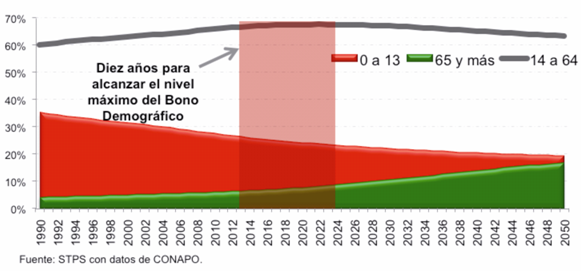 70%
60%
50%
40%
30%
20%
10%
0%
Diez años para
alcanzar el nivel
máximo del Bono
Demográfico
0 a 13 65 y más 14 a 64
1990 1992 1994 1996 1998 2000 2002 2004 2006 2008 2010 2012 2014 2016 2018 2020 2022 2024 2026 2028 2030 2032 2034 2036 2038 2040 2042 2044 2046 2048 2050
Fuente: STPS con datos de CONAPO.